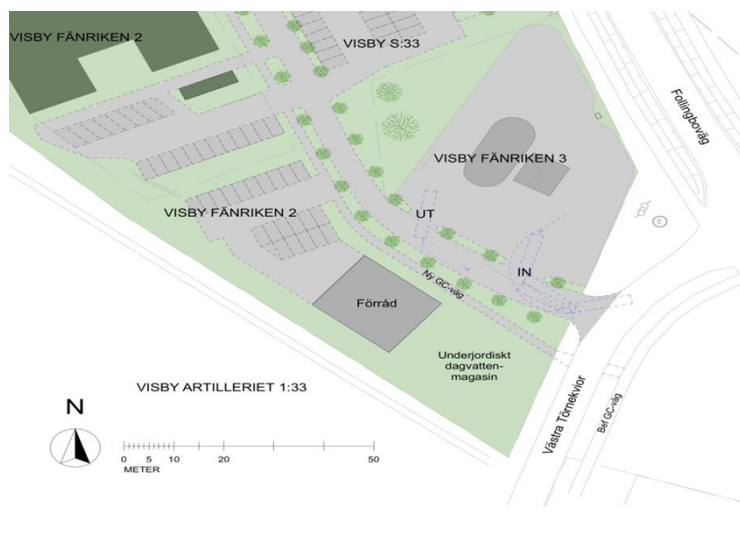 VISBY FÄNRIKEN 2
VISBY S:33
Follingboväg
VISBY FÄNRIKEN 3
VISBY FÄNRIKEN 2
UT
E
IN
Ny GC-väg
Förråd
Underjordiskt
dagvatten-
magasin
VISBY ARTILLERIET 1:33
Västra Törnekvior
Bef GC-väg
N
0 5 10 20 50
METER